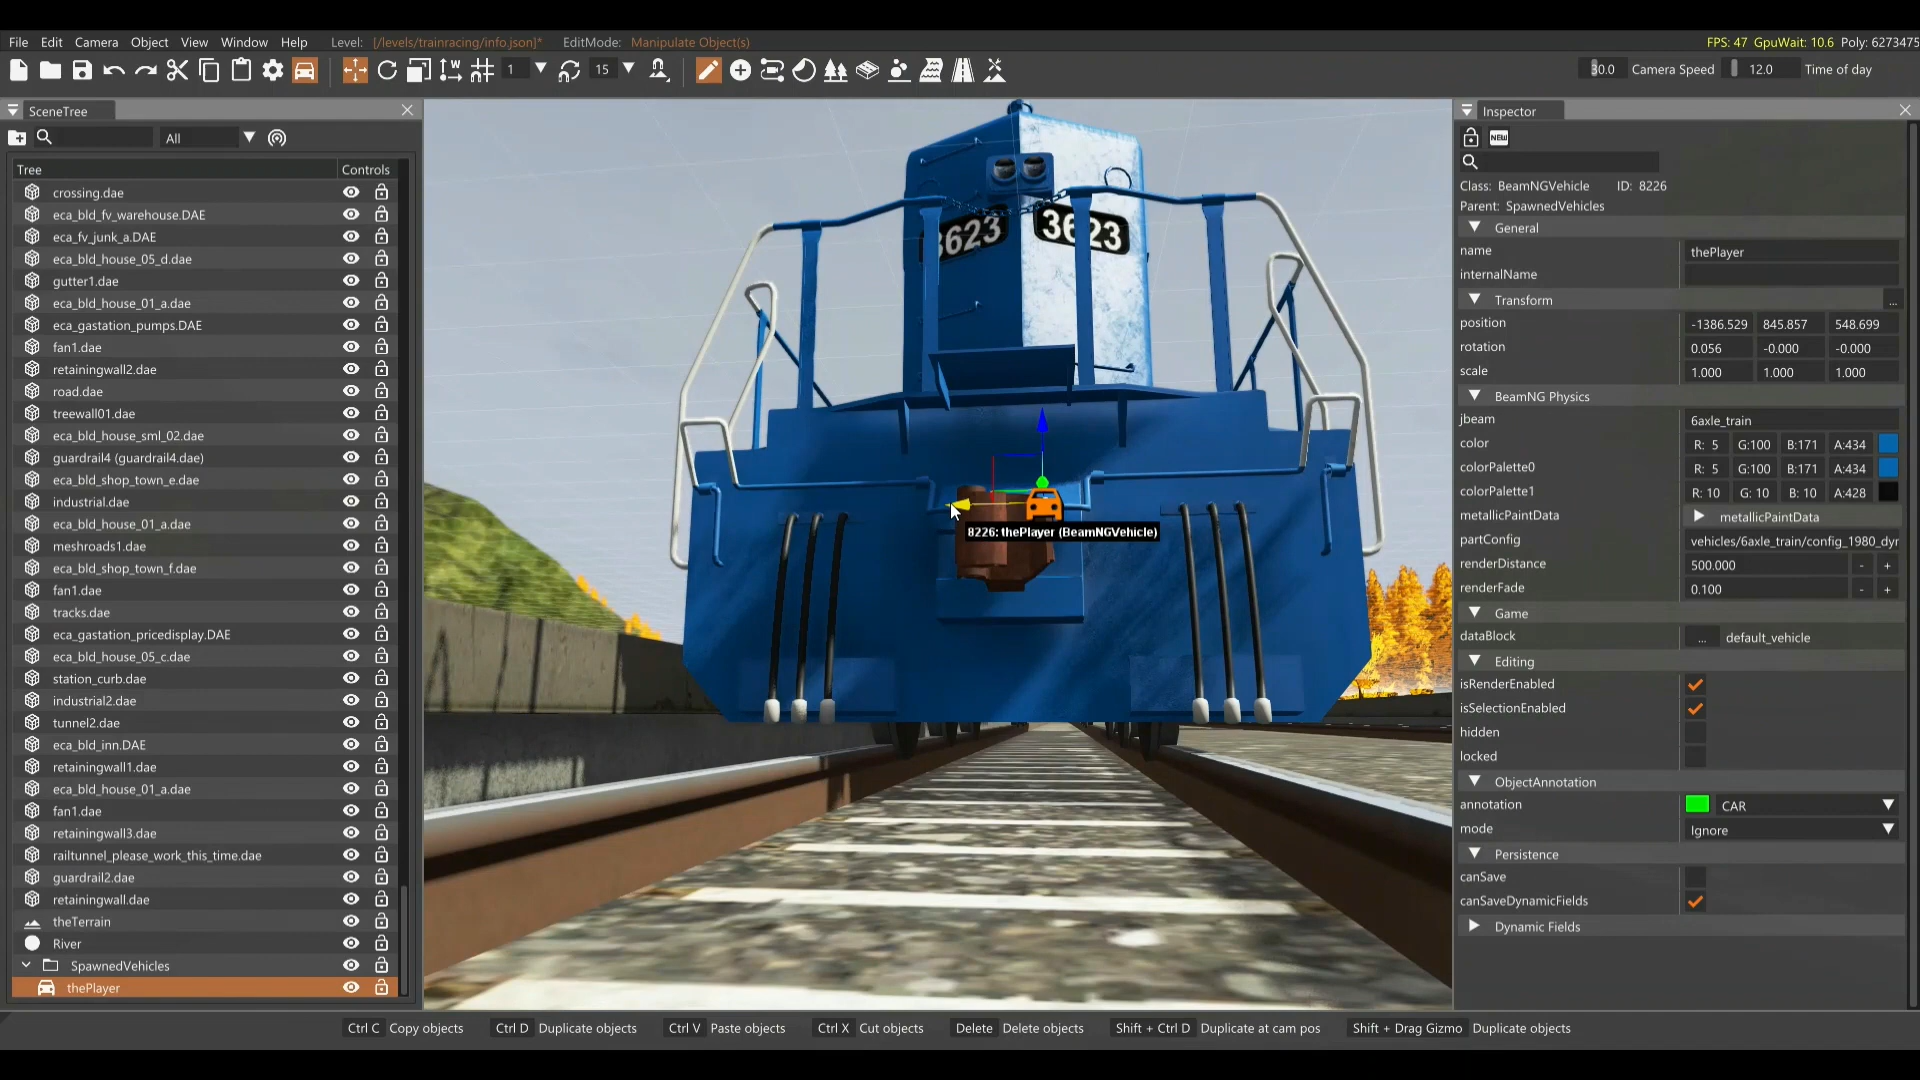 File Edit Camera Object View Window Help Level: [/levels/trainracing/info.json]* EditMode: Manipulate Object(s) FPS: 47 GpuWait: 10.6 Poly: 6273475
1 15 30.0 Camera Speed 12.0 Time of day
SceneTree
All
Tree Controls
crossing.dae
eca_bld_fv_warehouse.DAE
eca_fv_junk_a.DAE
eca_bld_house_05_d.dae
gutter1.dae
eca_bld_house_01_a.dae
eca_gastation_pumps.DAE
fan1.dae
retainingwall2.dae
road.dae
treewall01.dae
eca_bld_house_sml_02.dae
guardrail4 (guardrail4.dae)
eca_bld_shop_town_e.dae
industrial.dae
eca_bld_house_01_a.dae
meshroads1.dae
eca_bld_shop_town_f.dae
fan1.dae
tracks.dae
eca_gastation_pricedisplay.DAE
eca_bld_house_05_c.dae
station_curb.dae
industrial2.dae
tunnel2.dae
eca_bld_inn.DAE
retainingwall1.dae
eca_bld_house_01_a.dae
fan1.dae
retainingwall3.dae
railtunnel_please_work_this_time.dae
guardrail2.dae
retainingwall.dae
theTerrain
River
SpawnedVehicles
thePlayer
3623 3623
8226: thePlayer (BeamNGVehicle)
Inspector
NEW
Class: BeamNGVehicle ID: 8226
Parent: SpawnedVehicles
General
name thePlayer
internalName
Transform ...
position -1386.529 845.857 548.699
rotation 0.056 -0.000 -0.000
scale 1.000 1.000 1.000
BeamNG Physics
jbeam 6axle_train
color R: 5 G:100 B:171 A:434
colorPalette0 R: 5 G:100 B:171 A:434
colorPalette1 R: 10 G: 10 B: 10 A:428
metallicPaintData metallicPaintData
partConfig vehicles/6axle_train/config_1980_dyn
renderDistance 500.000 - +
renderFade 0.100 - +
Game
dataBlock ... default_vehicle
Editing
isRenderEnabled
isSelectionEnabled
hidden
locked
ObjectAnnotation
annotation CAR
mode Ignore
Persistence
canSave
canSaveDynamicFields
Dynamic Fields
Ctrl C Copy objects Ctrl D Duplicate objects Ctrl V Paste objects Ctrl X Cut objects Delete Delete objects Shift + Ctrl D Duplicate at cam pos Shift + Drag Gizmo Duplicate objects